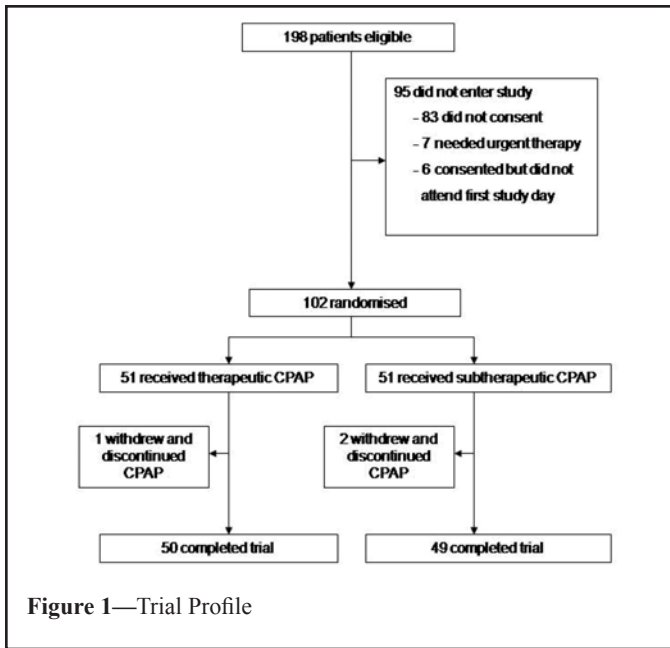 198 patients eligible
95 did not enter study
- 83 did not consent
- 7 needed urgent therapy
- 6 consented but did not
attend first study day
102 randomised
51 received therapeutic CPAP
51 received subtherapeutic CPAP
1 withdrew and
discontinued
CPAP
2 withdrew and
discontinued
CPAP
50 completed trial
49 completed trial
Figure 1—Trial Profile